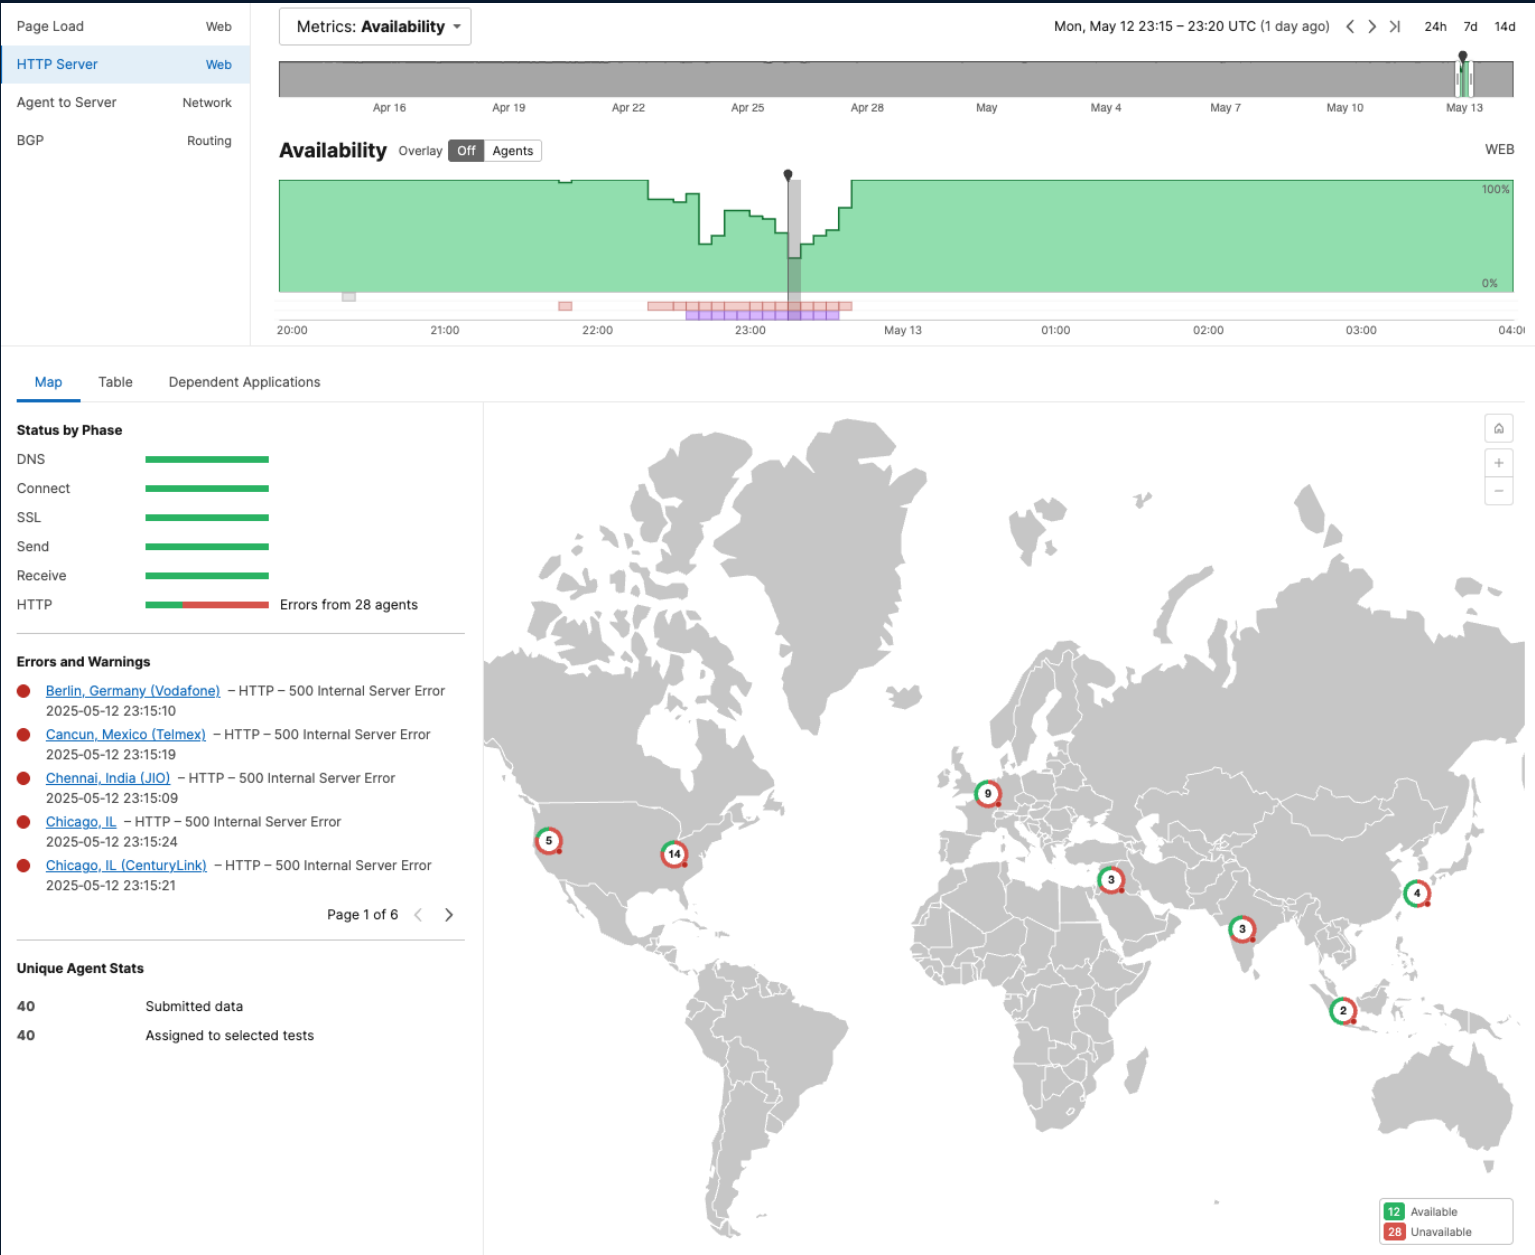 Page Load Web
HTTP Server Web
Agent to Server Network
BGP Routing
Metrics: Availability
Mon, May 12 23:15 – 23:20 UTC (1 day ago)
24h 7d 14d
Apr 16 Apr 19 Apr 22 Apr 25 Apr 28 May May 4 May 7 May 10 May 13
Availability Overlay Off Agents
WEB
100%
0%
20:00 21:00 22:00 23:00 May 13 01:00 02:00 03:00 04:0
Map Table Dependent Applications
Status by Phase
DNS
Connect
SSL
Send
Receive
HTTP Errors from 28 agents
Errors and Warnings
Berlin, Germany (Vodafone) – HTTP – 500 Internal Server Error
2025-05-12 23:15:10
Cancun, Mexico (Telmex) – HTTP – 500 Internal Server Error
2025-05-12 23:15:19
Chennai, India (JIO) – HTTP – 500 Internal Server Error
2025-05-12 23:15:09
Chicago, IL – HTTP – 500 Internal Server Error
2025-05-12 23:15:24
Chicago, IL (CenturyLink) – HTTP – 500 Internal Server Error
2025-05-12 23:15:21
Page 1 of 6
Unique Agent Stats
40 Submitted data
40 Assigned to selected tests
9
5
14
3
4
3
2
12 Available
28 Unavailable